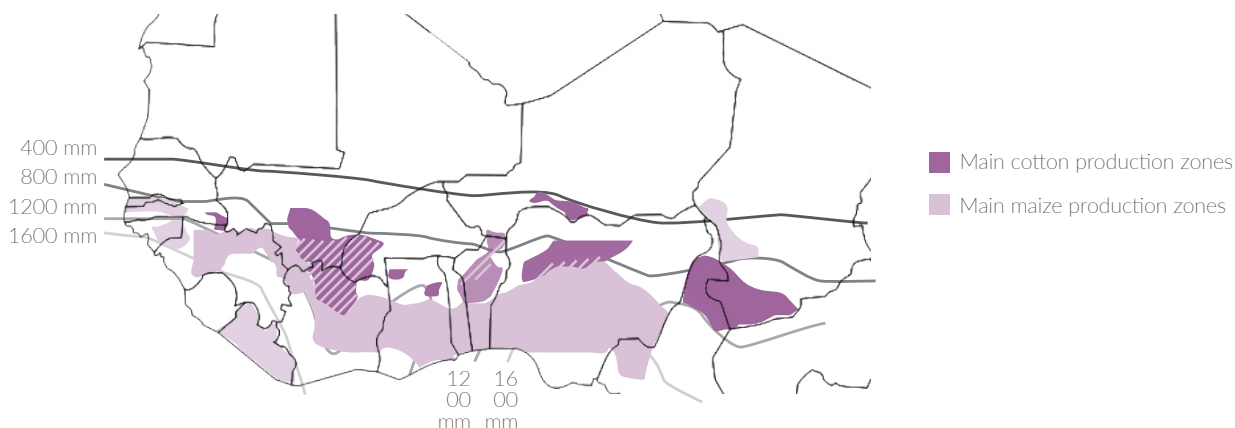 400 mm
800 mm
1200 mm
1600 mm
Main cotton production zones
Main maize production zones
12
00
mm
16
00
mm